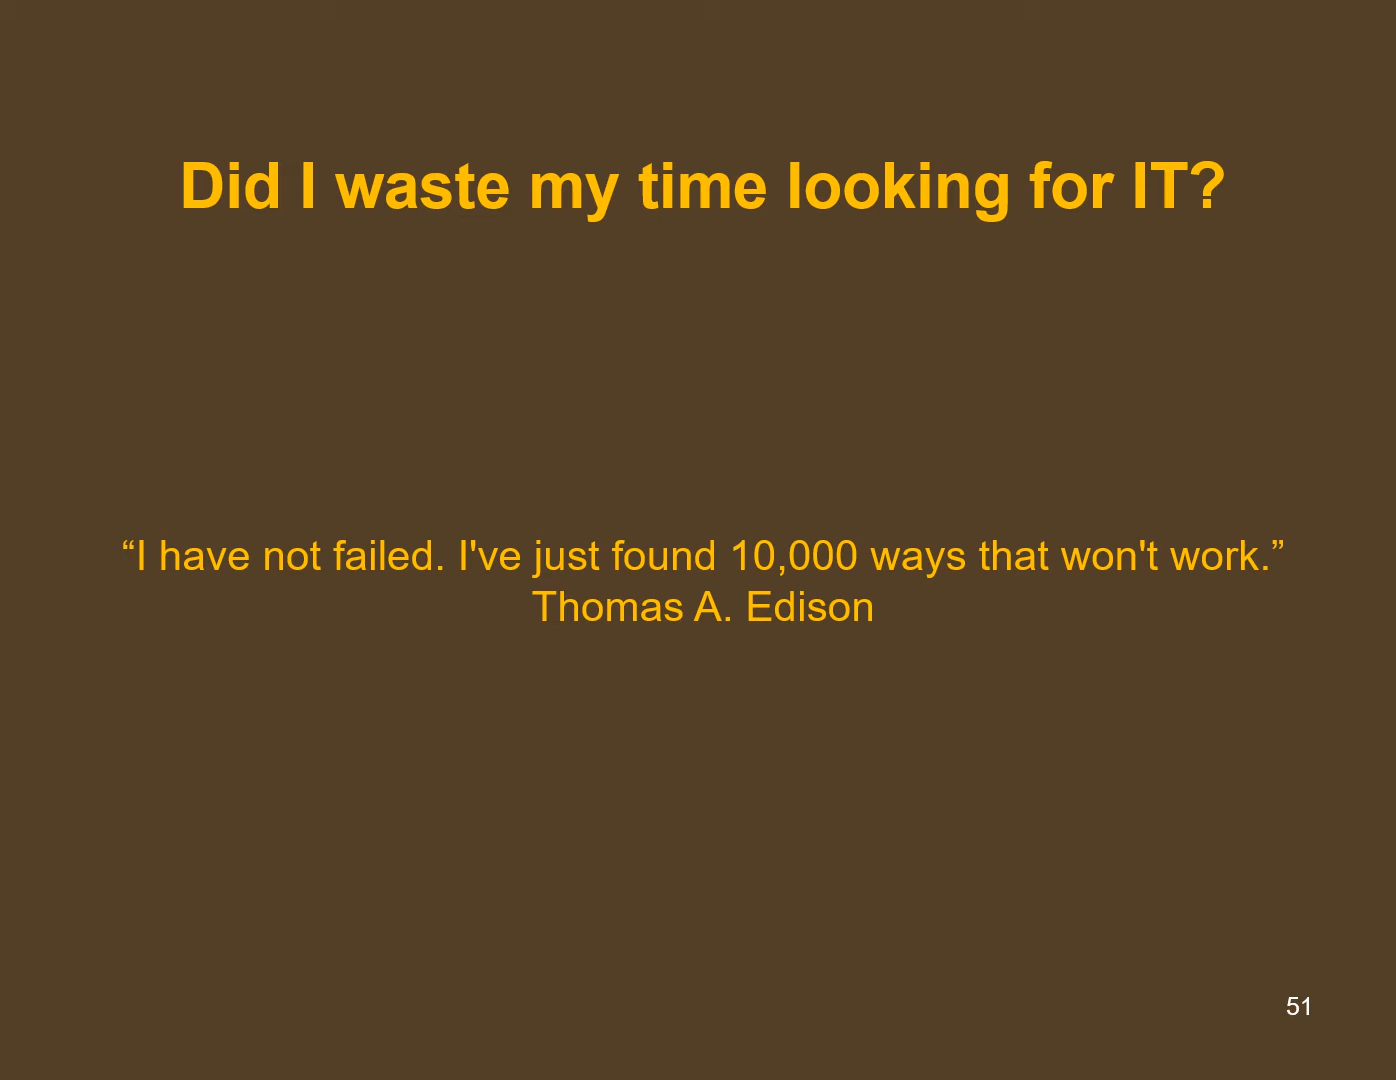 Did I waste my time looking for IT?
“I have not failed. I've just found 10,000 ways that won't work.”
Thomas A. Edison
51